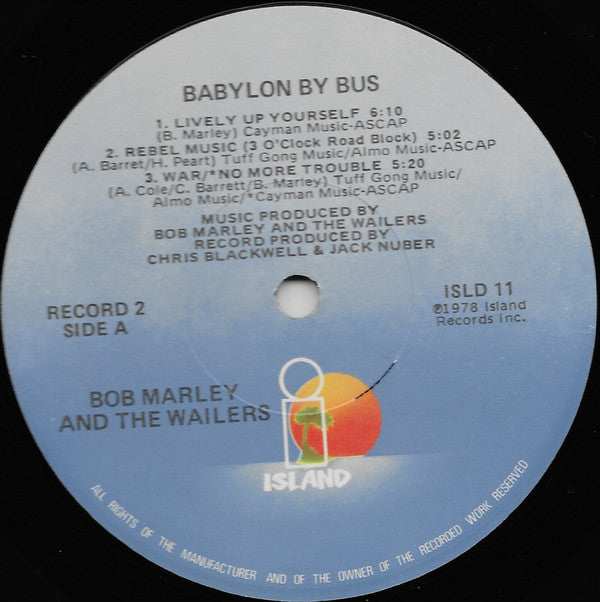 BABYLON BY BUS
1. LIVELY UP YOURSELF 6:10
(B. Marley) Cayman Music-ASCAP
2. REBEL MUSIC (3 O'Clock Road Block) 5:02
(A. Barret/H. Peart) Tuff Gong Music/Almo Music-ASCAP
3. WAR/*NO MORE TROUBLE 5:20
(A. Cole/C. Barrett/B. Marley) Tuff Gong Music/
Almo Music/*Cayman Music-ASCAP
MUSIC PRODUCED BY
BOB MARLEY AND THE WAILERS
RECORD PRODUCED BY
CHRIS BLACKWELL & JACK NUBER
RECORD 2
SIDE A
ISLD 11
℗1978 Island
Records Inc.
BOB MARLEY
AND THE WAILERS
ISLAND
ALL RIGHTS OF THE MANUFACTURER AND OF THE OWNER OF THE RECORDED WORK RESERVED